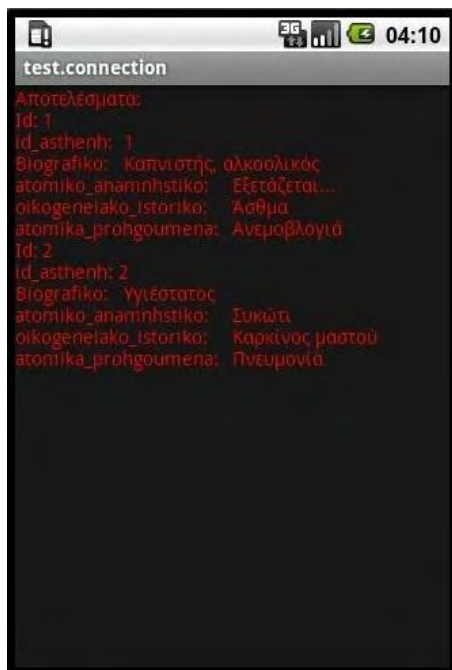 3G 04:10
test.connection
Αποτελέσματα:
Id: 1
id_asthenh: 1
Biografiko: Καπνιστής, αλκοολικός
atomiko_anamnhstiko: Εξετάζεται...
oikogeneiako_istoriko: Άσθμα
atomika_prohgoumena: Ανεμοβλογιά
Id: 2
id_asthenh: 2
Biografiko: Υγιέστατος
atomiko_anamnhstiko: Συκώτι
oikogeneiako_istoriko: Καρκίνος μαστού
atomika_prohgoumena: Πνευμονία